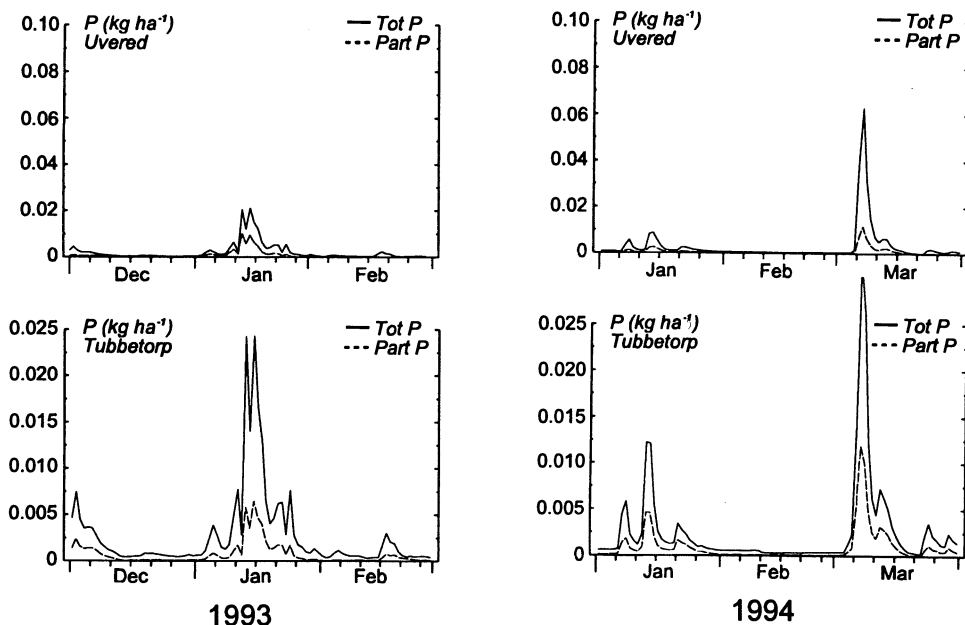 P (kg ha⁻¹)
Uvered
Tot P
Part P
0.10
0.08
0.06
0.04
0.02
0
Dec
Jan
Feb
P (kg ha⁻¹)
Uvered
Tot P
Part P
0.10
0.08
0.06
0.04
0.02
0
Jan
Feb
Mar
P (kg ha⁻¹)
Tubbetorp
Tot P
Part P
0.025
0.020
0.015
0.010
0.005
0
Dec
Jan
Feb
1993
P (kg ha⁻¹)
Tubbetorp
Tot P
Part P
0.025
0.020
0.015
0.010
0.005
0
Jan
Feb
Mar
1994